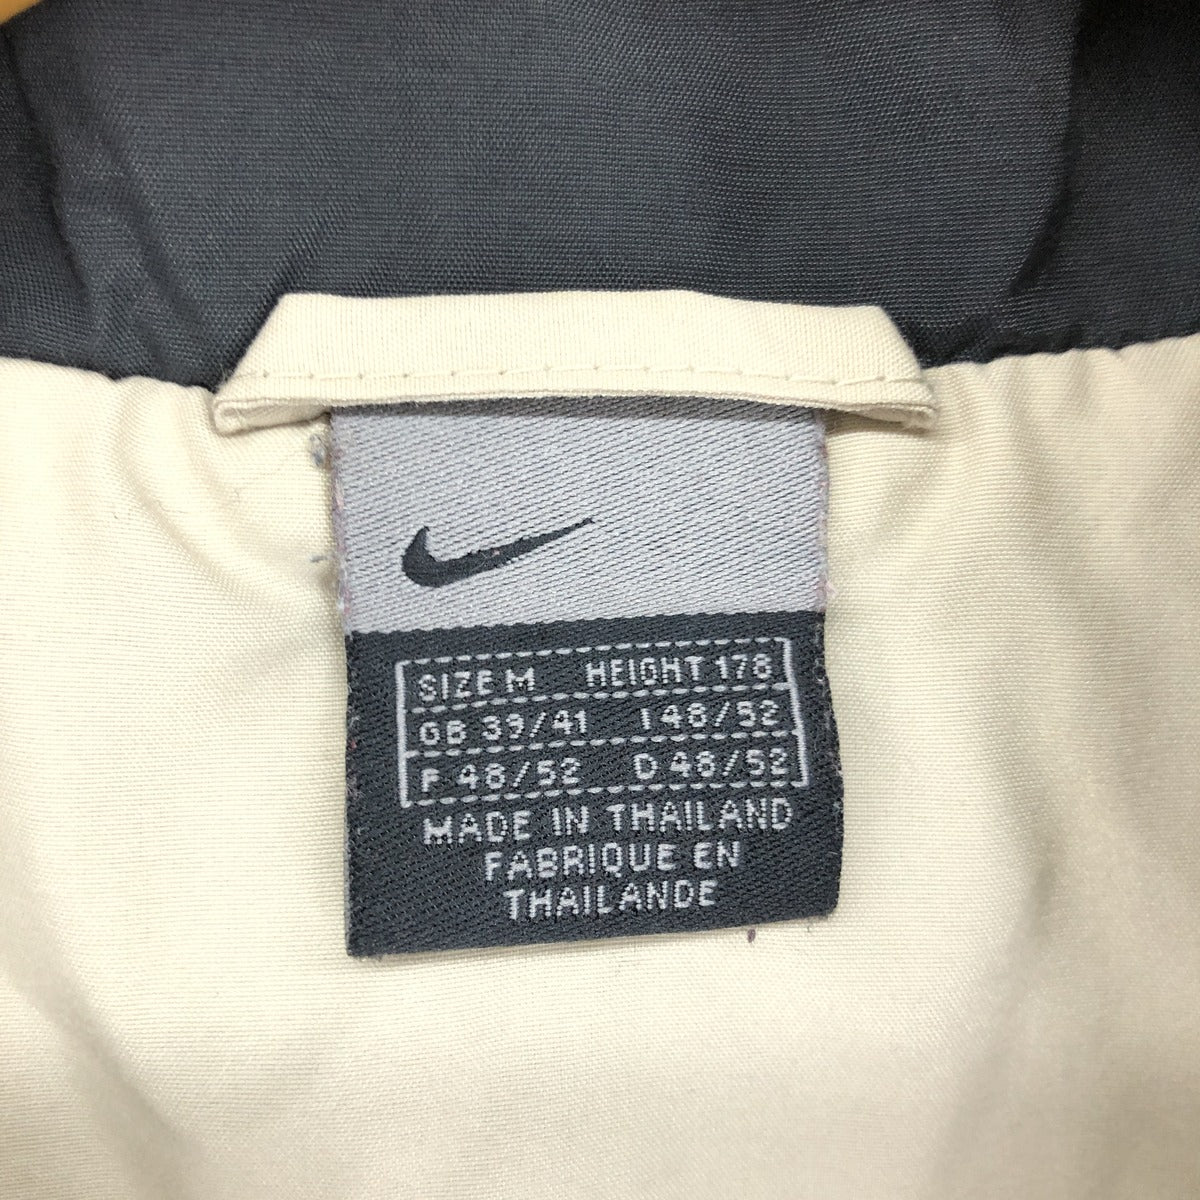 SIZE M HEIGHT 178
GB 39/41 I 48/52
F 48/52 D 48/52
MADE IN THAILAND
FABRIQUE EN
THAILANDE